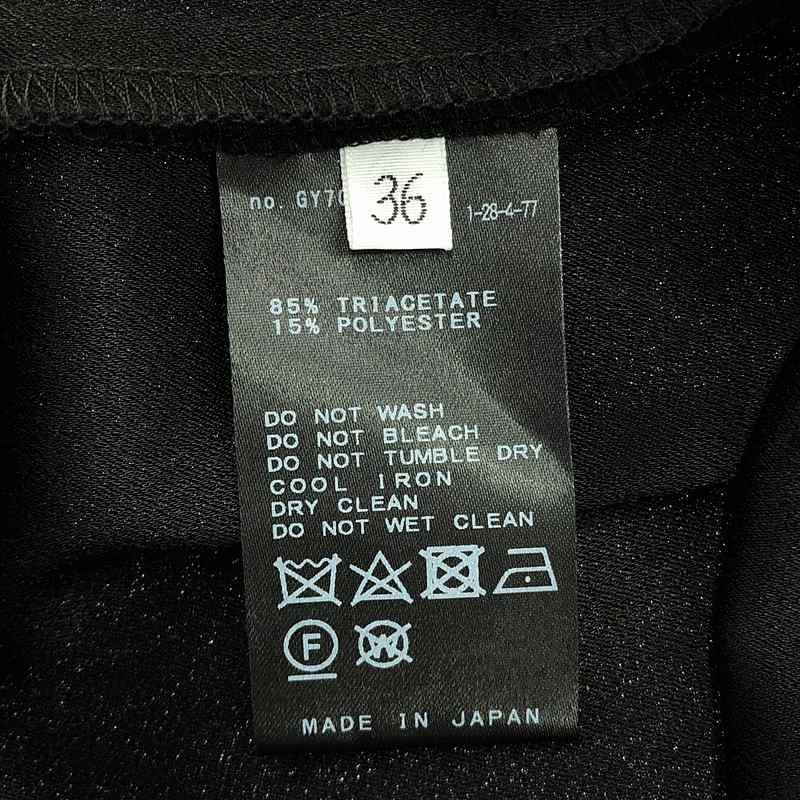 no. GY70
36
1-28-4-77
85% TRIACETATE
15% POLYESTER
DO NOT WASH
DO NOT BLEACH
DO NOT TUMBLE DRY
COOL IRON
DRY CLEAN
DO NOT WET CLEAN
F W
MADE IN JAPAN